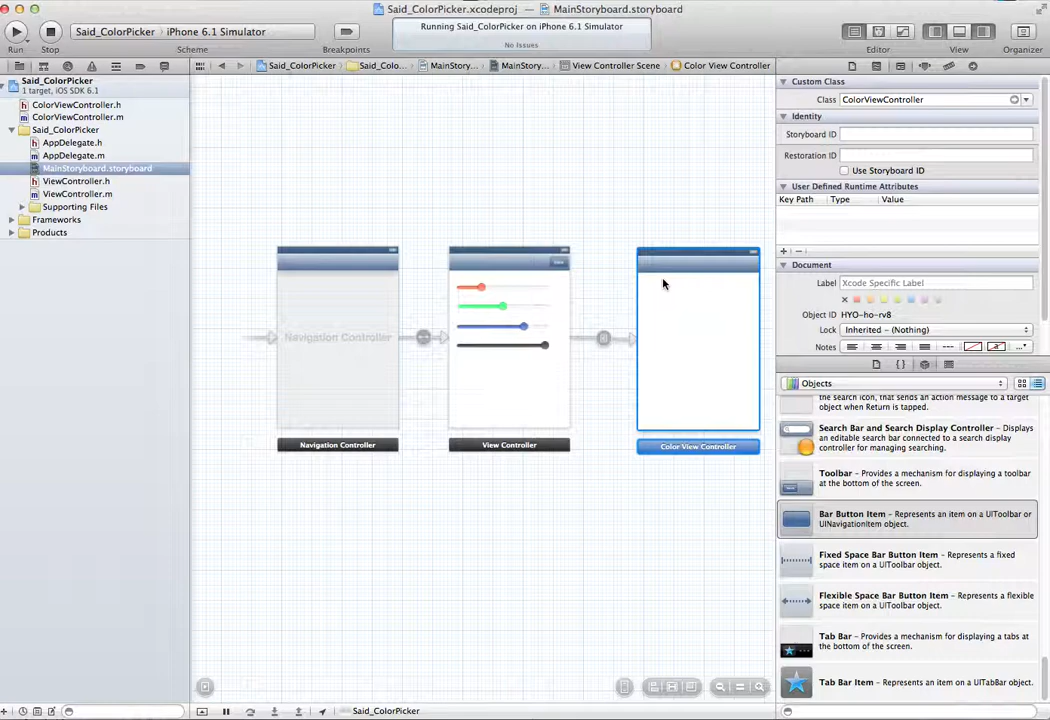 Said_ColorPicker.xcodeproj — MainStoryboard.storyboard
Said_ColorPicker > iPhone 6.1 Simulator
Running Said_ColorPicker on iPhone 6.1 Simulator
No Issues
Run
Stop
Scheme
Breakpoints
Editor
View
Organizer
Said_ColorPicker
Said_Colo...
MainStory...
MainStory...
View Controller Scene
Color View Controller
Said_ColorPicker
1 target, iOS SDK 6.1
ColorViewController.h
ColorViewController.m
Said_ColorPicker
AppDelegate.h
AppDelegate.m
MainStoryboard.storyboard
ViewController.h
ViewController.m
Supporting Files
Frameworks
Products
Navigation Controller
Navigation Controller
View Controller
Color View Controller
Said_ColorPicker
Custom Class
Class ColorViewController
Identity
Storyboard ID
Restoration ID
Use Storyboard ID
User Defined Runtime Attributes
Key Path Type Value
Document
Label Xcode Specific Label
Object ID HYO-ho-rv8
Lock Inherited - (Nothing)
Notes
Objects
the search icon, that sends an action message to a target
object when Return is tapped.
Search Bar and Search Display Controller - Displays an
editable search bar connected to a search display
controller for managing searching.
Toolbar - Provides a mechanism for displaying a toolbar
at the bottom of the screen.
Bar Button Item - Represents an item on a UIToolbar or
UINavigationItem object.
Fixed Space Bar Button Item - Represents a fixed
space item on a UIToolbar object.
Flexible Space Bar Button Item - Represents a flexible
space item on a UIToolbar object.
Tab Bar - Provides a mechanism for displaying a tabs at
the bottom of the screen.
Tab Bar Item - Represents an item on a UITabBar object.